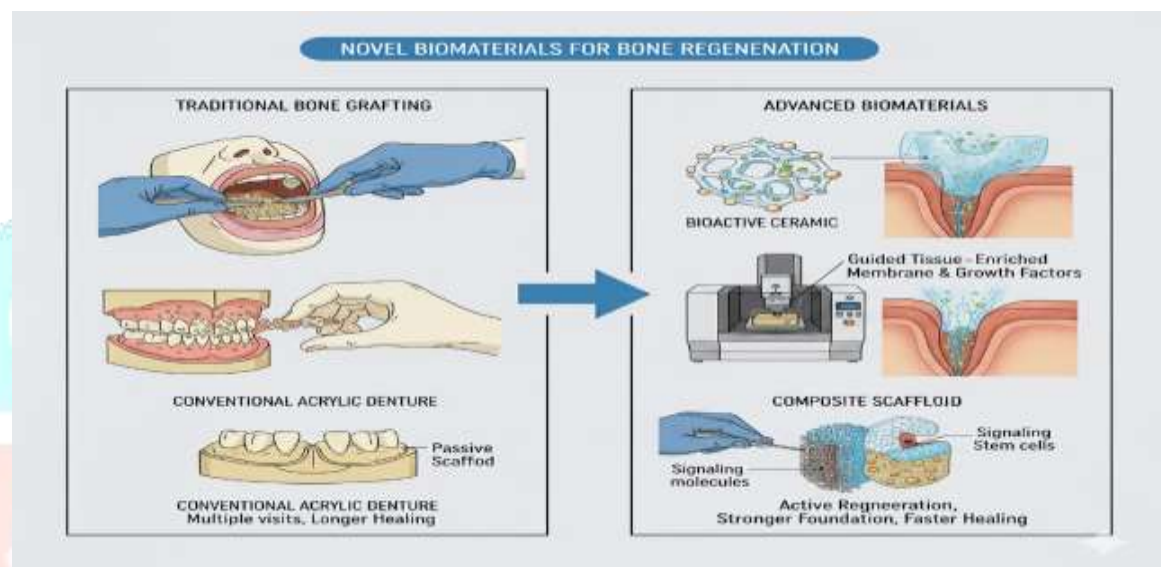 NOVEL BIOMATERIALS FOR BONE REGENENATION
TRADITIONAL BONE GRAFTING
CONVENTIONAL ACRYLIC DENTURE
Passive
Scaffod
CONVENTIONAL ACRYLIC DENTURE
Multiple visits, Longer Healing
ADVANCED BIOMATERIALS
BIOACTIVE CERAMIC
Guided Tissue-Enriched
Membrane & Growth Factors
COMPOSITE SCAFFLOID
Signaling
Stem cells
Signaling
molecules
Active Regneeration,
Stronger Foundation, Faster Healing